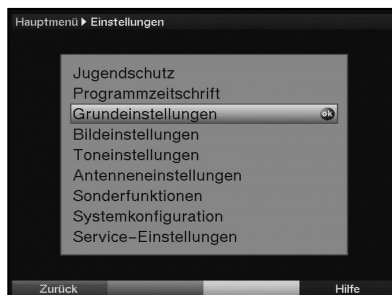 Hauptmenü ▶ Einstellungen
Jugendschutz
Programmzeitschrift
Grundeinstellungen ok
Bildeinstellungen
Toneinstellungen
Antenneneinstellungen
Sonderfunktionen
Systemkonfiguration
Service-Einstellungen
Zurück Hilfe